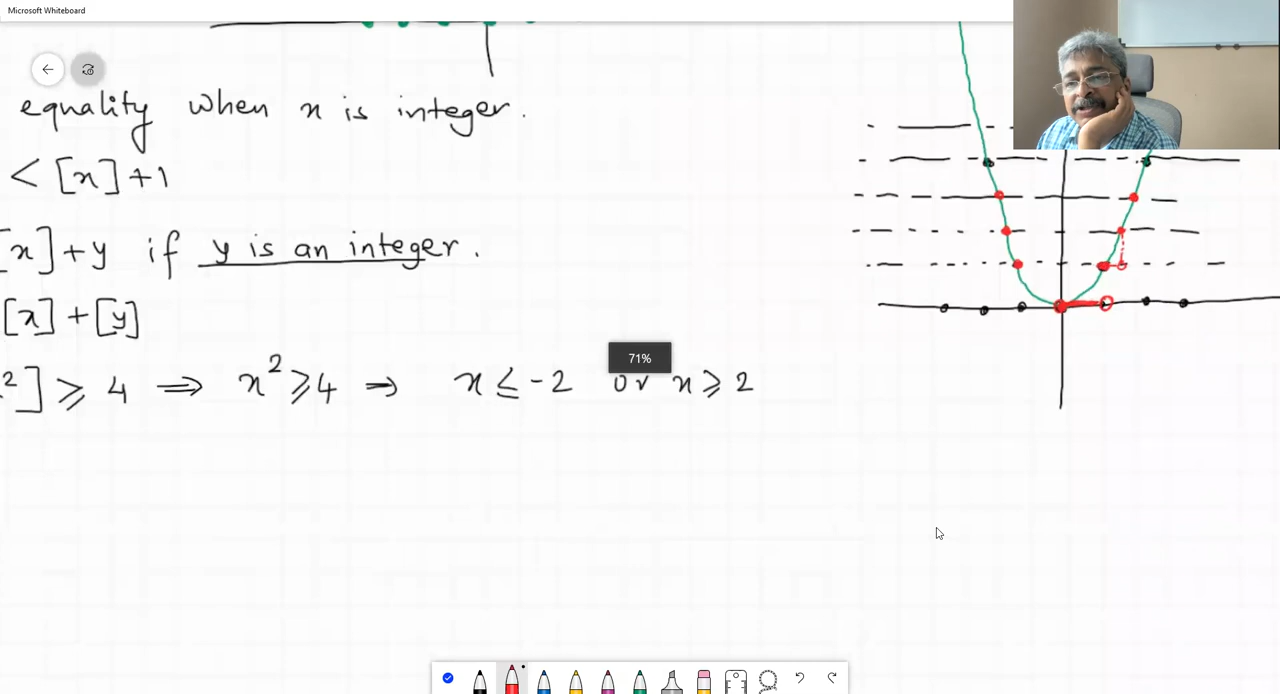 Microsoft Whiteboard
equality when x is integer.
< [x]+1
[x]+y if y is an integer.
[x]+[y]
²] ⩾ 4 ⇒ x² ⩾ 4 ⇒ x ≤ -2 or x ⩾ 2
71%